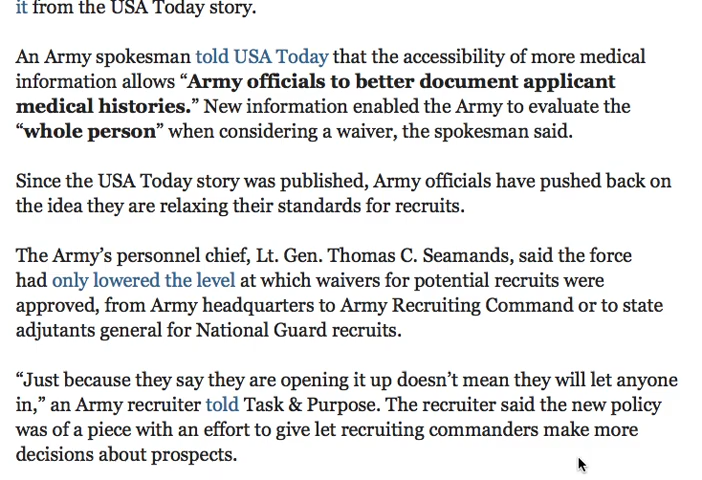 it from the USA Today story.
An Army spokesman told USA Today that the accessibility of more medical
information allows “Army officials to better document applicant
medical histories.” New information enabled the Army to evaluate the
“whole person” when considering a waiver, the spokesman said.
Since the USA Today story was published, Army officials have pushed back on
the idea they are relaxing their standards for recruits.
The Army’s personnel chief, Lt. Gen. Thomas C. Seamands, said the force
had only lowered the level at which waivers for potential recruits were
approved, from Army headquarters to Army Recruiting Command or to state
adjutants general for National Guard recruits.
“Just because they say they are opening it up doesn’t mean they will let anyone
in,” an Army recruiter told Task & Purpose. The recruiter said the new policy
was of a piece with an effort to give let recruiting commanders make more
decisions about prospects.